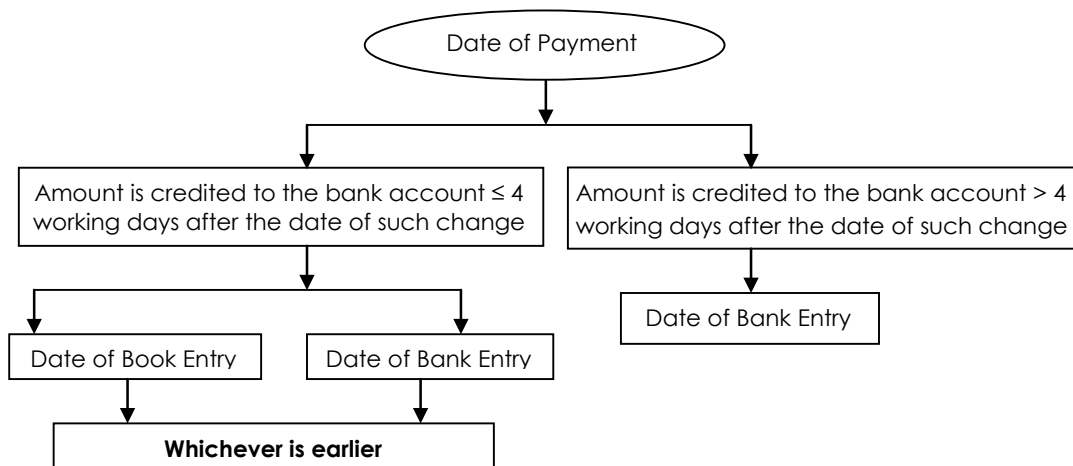 Date of Payment
Amount is credited to the bank account ≤ 4
working days after the date of such change
Amount is credited to the bank account > 4
working days after the date of such change
Date of Book Entry
Date of Bank Entry
Date of Bank Entry
Whichever is earlier